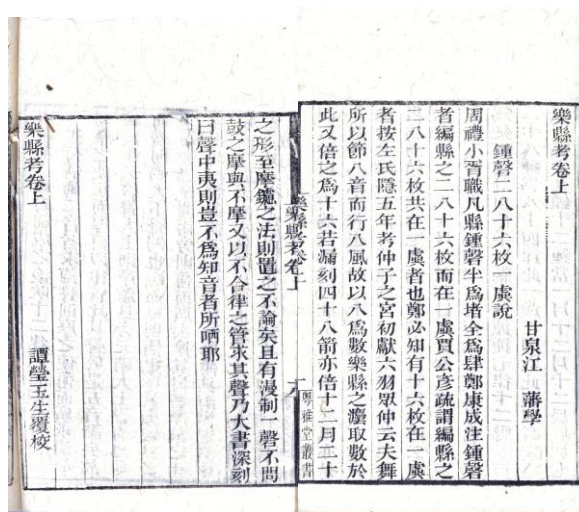 樂縣考卷上
甘泉江藩學
鍾磬二八十六枚一虡說
周禮小胥職凡縣鍾磬半爲堵全爲肆鄭康成注鍾磬
者編縣之二八十六枚而在一虡賈公彥疏謂編縣之
二八十六枚共在一虡者也鄭必知有十六枚在一虡
者按左氏隱五年考仲子之宮初獻六羽眾仲云夫舞
所以節八音而行八風故以八爲數樂縣之灋取數於
此又倍之爲十六若漏刻四十八箭亦倍十二月二十
樂縣考卷上
六
粵雅堂叢書
之形至摩鑢之法則置之不論矣且有漫制一磬不問
鼓之摩與不摩又以不合律之管求其聲乃大書深刻
曰聲中夷則豈不爲知音者所哂耶
樂縣考卷上
譚瑩玉生覆校